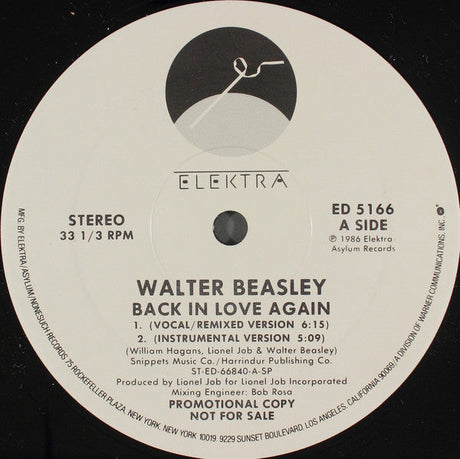 ELEKTRA
STEREO
33 1/3 RPM
ED 5166
A SIDE
℗ 1986 Elektra
Asylum Records
WALTER BEASLEY
BACK IN LOVE AGAIN
1. (VOCAL/REMIXED VERSION 6:15)
2. (INSTRUMENTAL VERSION 5:09)
(William Hagans, Lionel Job & Walter Beasley)
Snippets Music Co./Harrindur Publishing Co.
ST-ED-66840-A-SP
Produced by Lionel Job for Lionel Job Incorporated
Mixing Engineer: Bob Rosa
PROMOTIONAL COPY
NOT FOR SALE
MFG. BY ELEKTRA/ASYLUM/NONESUCH RECORDS 75 ROCKEFELLER PLAZA, NEW YORK, NEW YORK 10019. 9229 SUNSET BOULEVARD, LOS ANGELES, CALIFORNIA 90069/A DIVISION OF WARNER COMMUNICATIONS, INC.